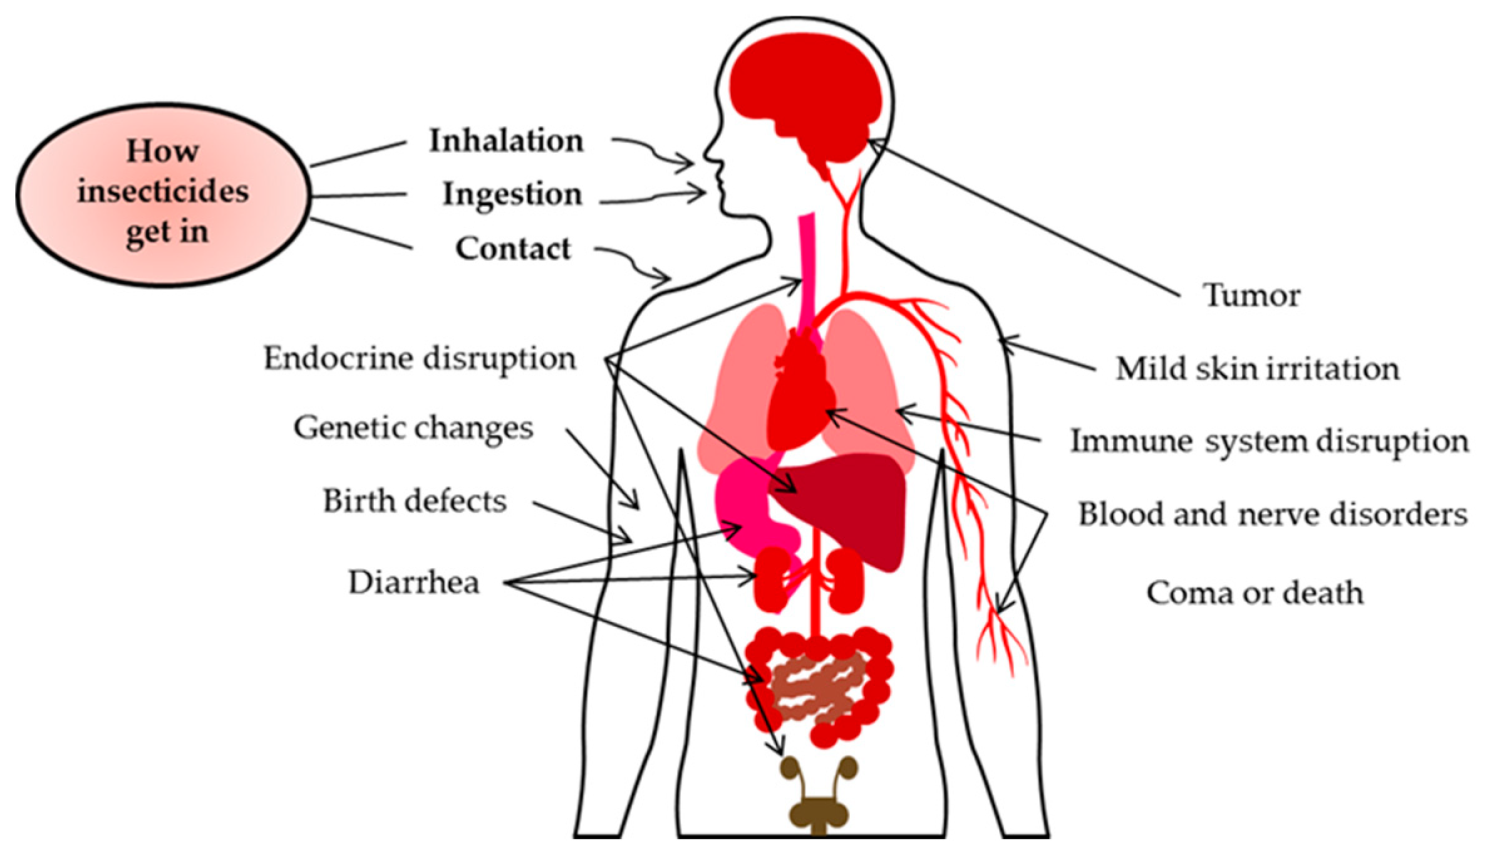 How
insecticides
get in
Inhalation
Ingestion
Contact
Endocrine disruption
Genetic changes
Birth defects
Diarrhea
Tumor
Mild skin irritation
Immune system disruption
Blood and nerve disorders
Coma or death